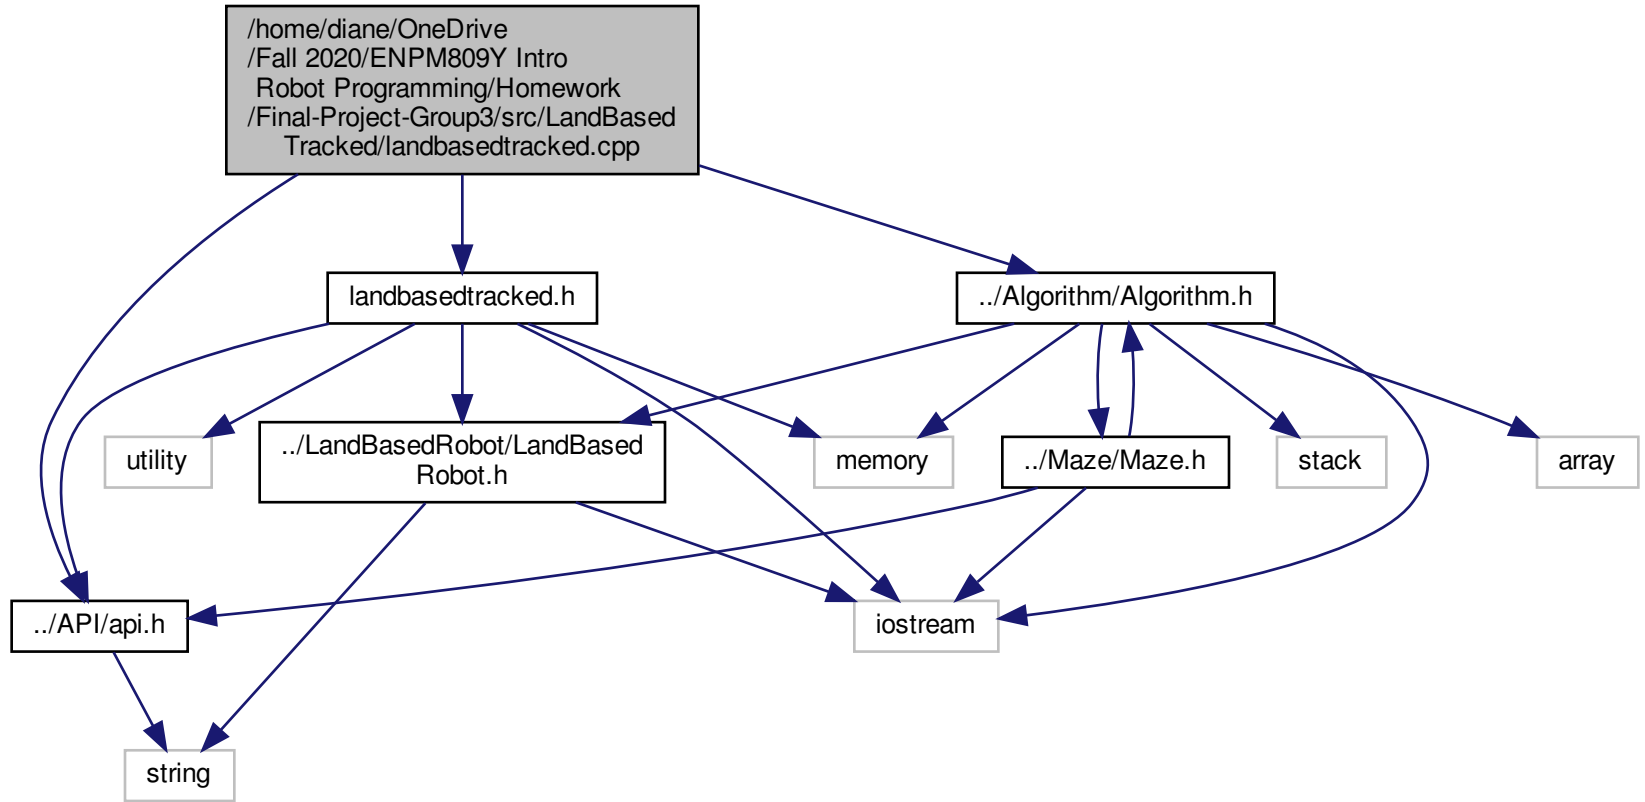 /home/diane/OneDrive
/Fall 2020/ENPM809Y Intro
Robot Programming/Homework
/Final-Project-Group3/src/LandBased
Tracked/landbasedtracked.cpp
landbasedtracked.h
../Algorithm/Algorithm.h
utility
../LandBasedRobot/LandBased
Robot.h
memory
../Maze/Maze.h
stack
array
../API/api.h
iostream
string